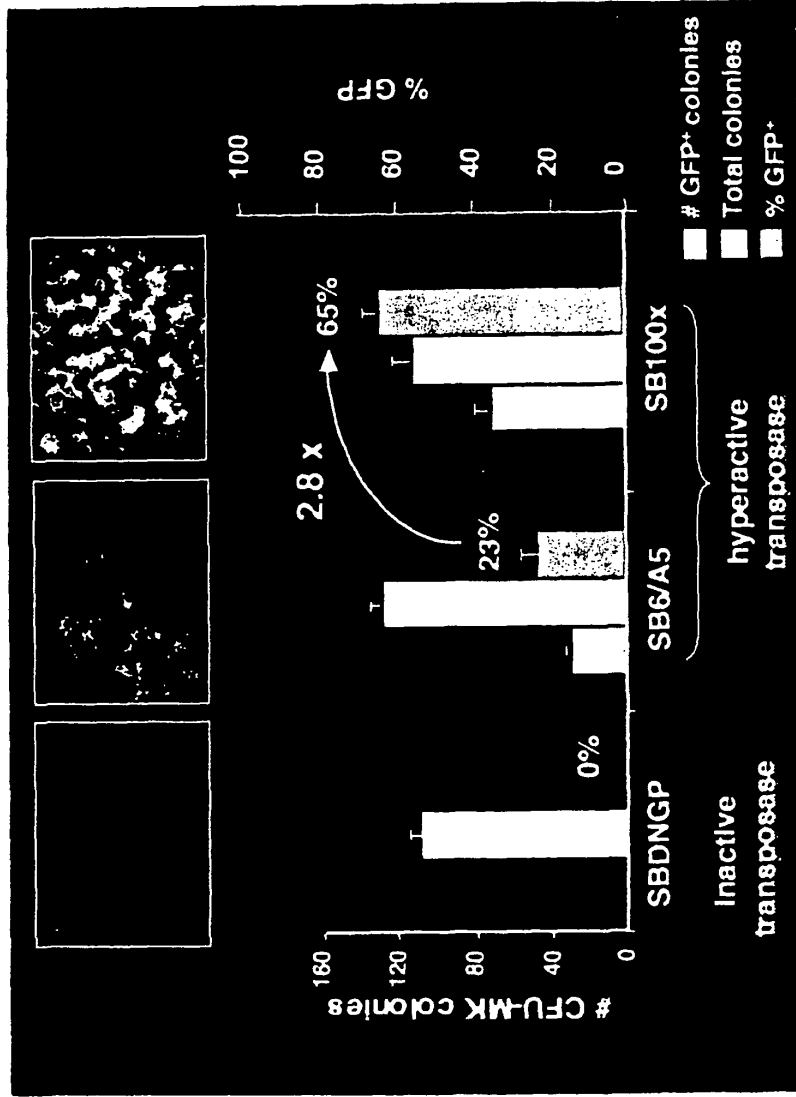 2.8 x
65%
23%
0%
# CFU-MK colonies
160
120
80
40
0
% GFP
100
80
60
40
20
0
SBDNGP
SB6/A5
SB100x
Inactive
transposase
hyperactive
transposase
# GFP+ colonies
Total colonies
% GFP+